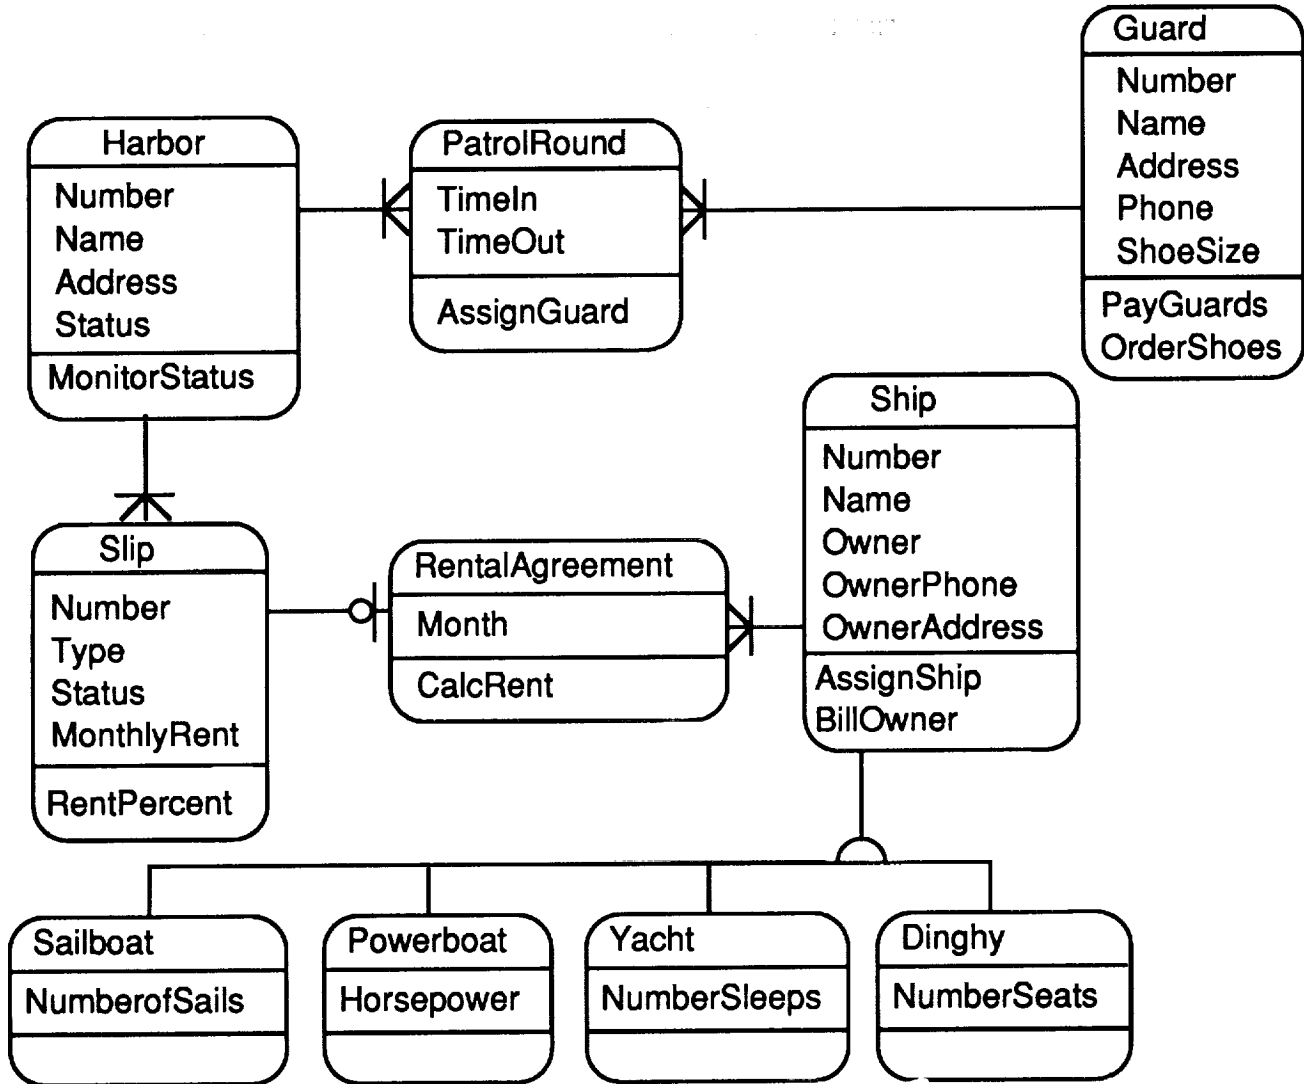 Guard
Number
Name
Address
Phone
ShoeSize
PayGuards
OrderShoes
Harbor
Number
Name
Address
Status
MonitorStatus
PatrolRound
TimeIn
TimeOut
AssignGuard
Ship
Number
Name
Owner
OwnerPhone
OwnerAddress
AssignShip
BillOwner
Slip
Number
Type
Status
MonthlyRent
RentPercent
RentalAgreement
Month
CalcRent
Sailboat
NumberofSails
Powerboat
Horsepower
Yacht
NumberSleeps
Dinghy
NumberSeats